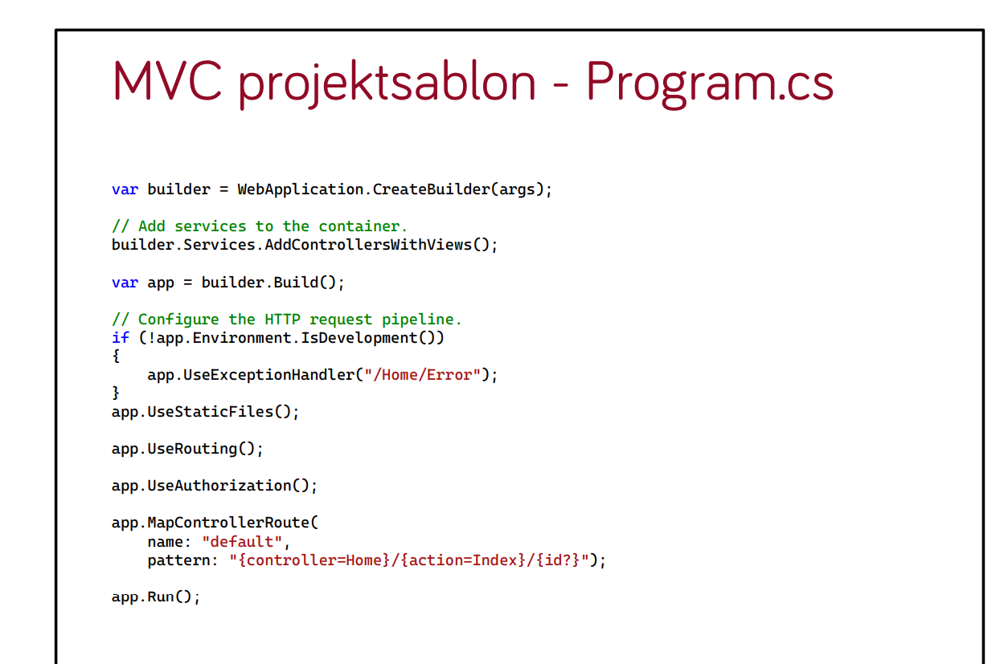 MVC projektsablon - Program.cs
var builder = WebApplication.CreateBuilder(args);
// Add services to the container.
builder.Services.AddControllersWithViews();
var app = builder.Build();
// Configure the HTTP request pipeline.
if (!app.Environment.IsDevelopment())
{
    app.UseExceptionHandler("/Home/Error");
}
app.UseStaticFiles();
app.UseRouting();
app.UseAuthorization();
app.MapControllerRoute(
    name: "default",
    pattern: "{controller=Home}/{action=Index}/{id?}");
app.Run();